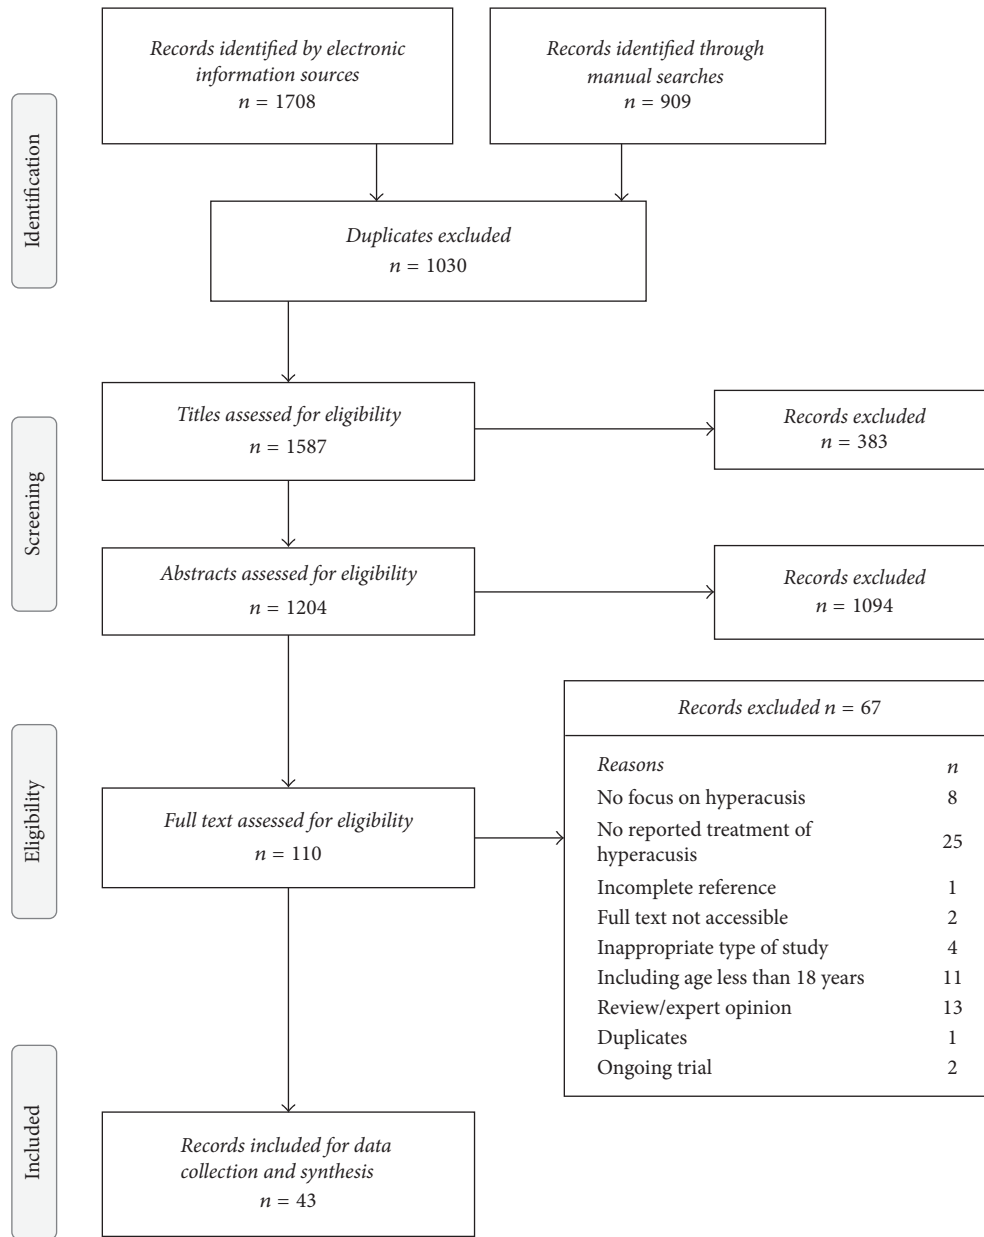 Records identified by electronic
information sources
n = 1708
Records identified through
manual searches
n = 909
Identification
Duplicates excluded
n = 1030
Titles assessed for eligibility
n = 1587
Records excluded
n = 383
Screening
Abstracts assessed for eligibility
n = 1204
Records excluded
n = 1094
Eligibility
Full text assessed for eligibility
n = 110
Records excluded n = 67
Reasons n
No focus on hyperacusis 8
No reported treatment of
hyperacusis 25
Incomplete reference 1
Full text not accessible 2
Inappropriate type of study 4
Including age less than 18 years 11
Review/expert opinion 13
Duplicates 1
Ongoing trial 2
Included
Records included for data
collection and synthesis
n = 43